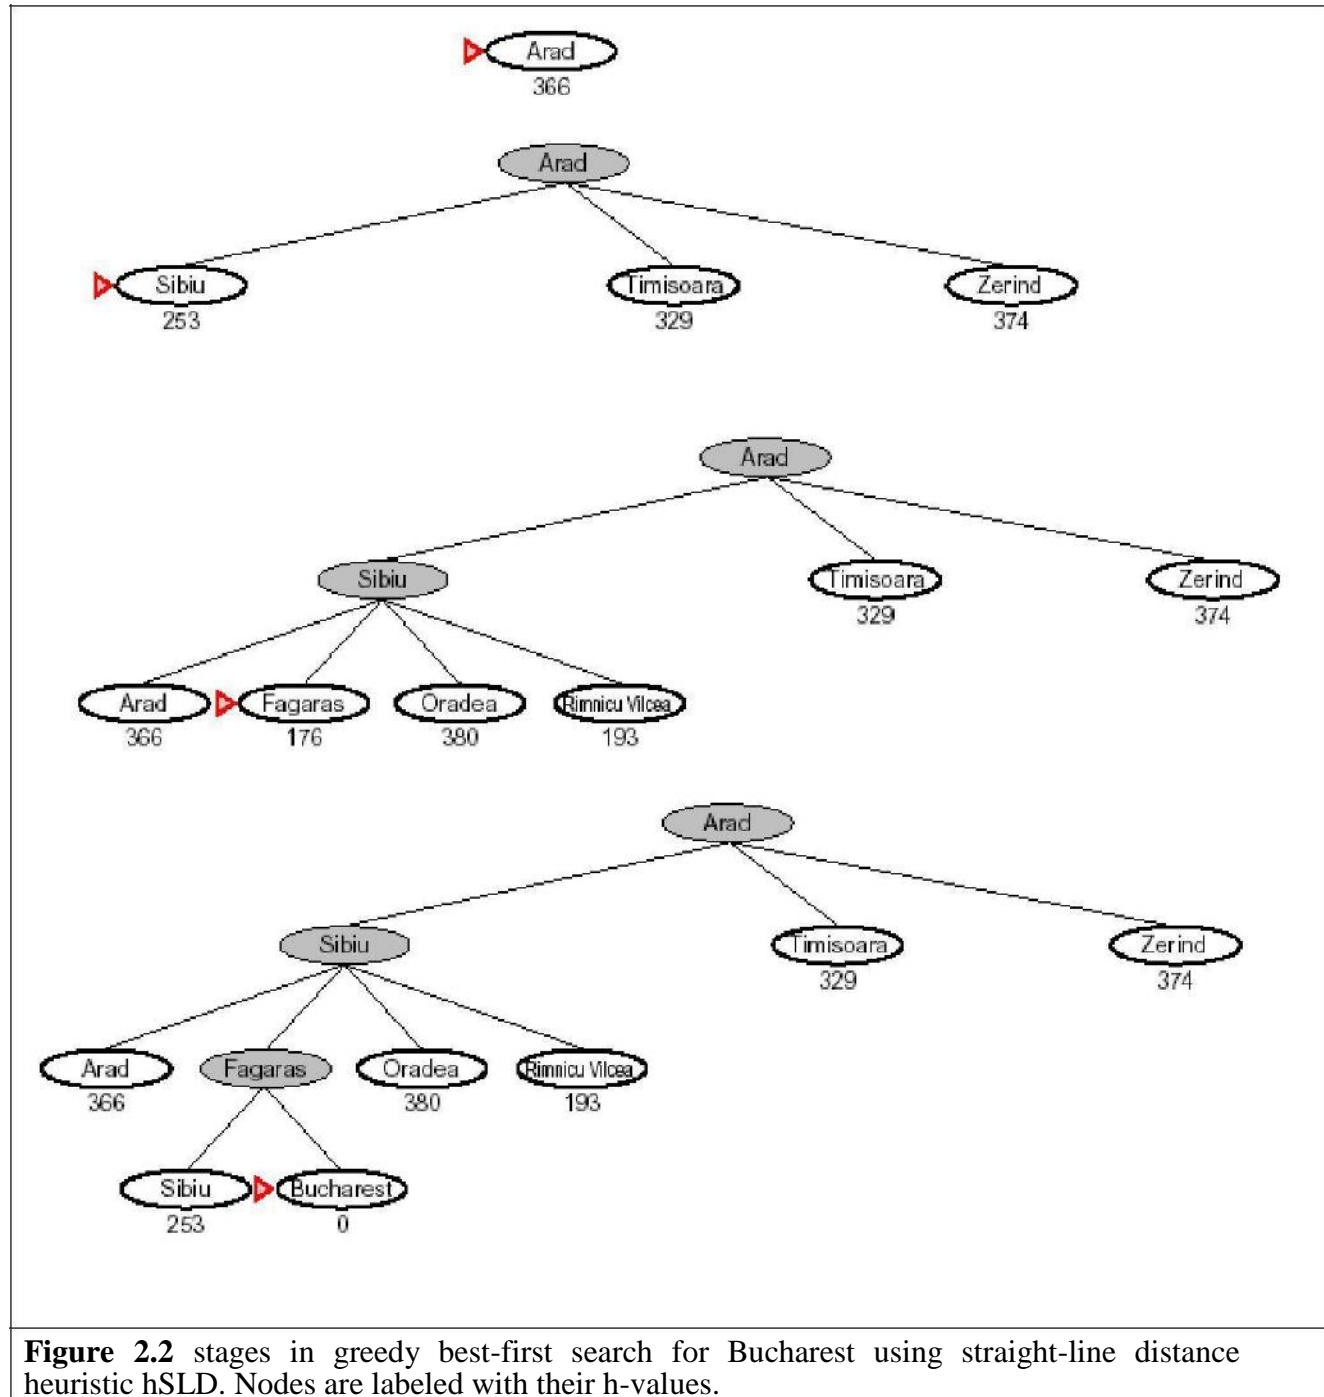 Arad
366
Arad
Sibiu Timisoara Zerind
253 329 374
Arad
Sibiu Timisoara Zerind
329 374
Arad Fagaras Oradea Rimnicu Vilcea
366 176 380 193
Arad
Sibiu Timisoara Zerind
329 374
Arad Fagaras Oradea Rimnicu Vilcea
366 380 193
Sibiu Bucharest
253 0
Figure 2.2 stages in greedy best-first search for Bucharest using straight-line distance
heuristic hSLD. Nodes are labeled with their h-values.